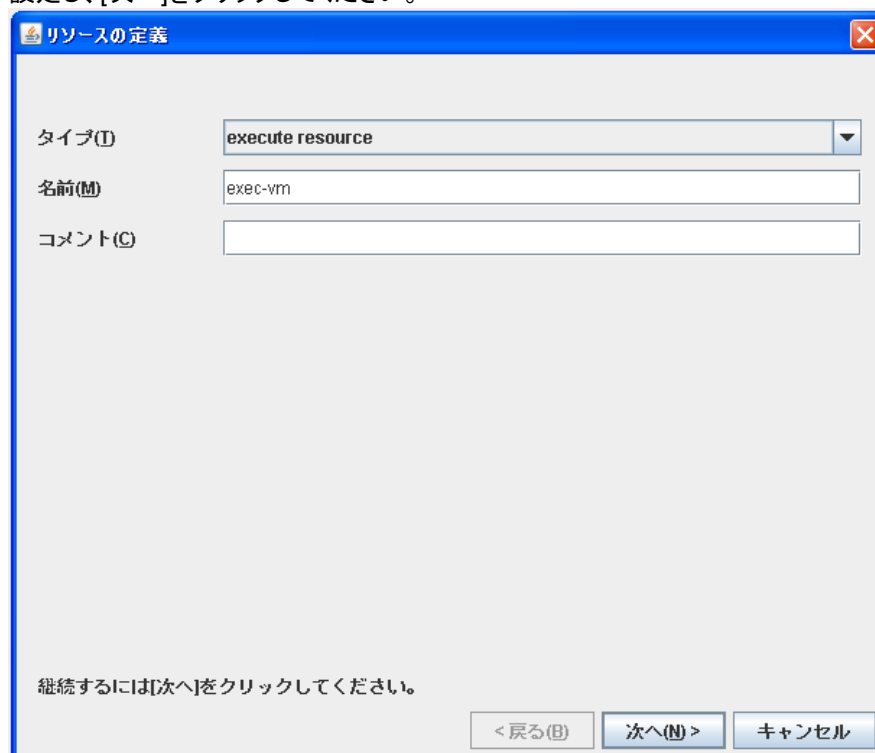 リソースの定義
タイプ(T) execute resource
名前(M) exec-vm
コメント(C)
継続するには[次へ]をクリックしてください。
<戻る(B) 次へ(N)> キャンセル